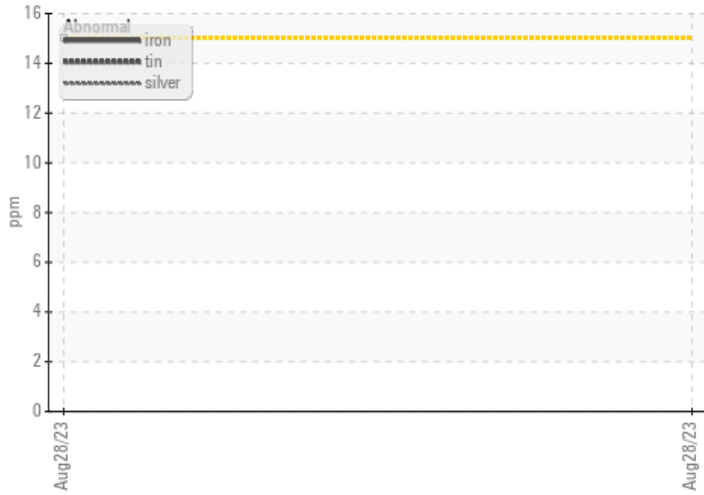 16
14
12
10
8
6
4
2
0
ppm
Abnormal
iron
tin
silver
Aug28/23
Aug28/23